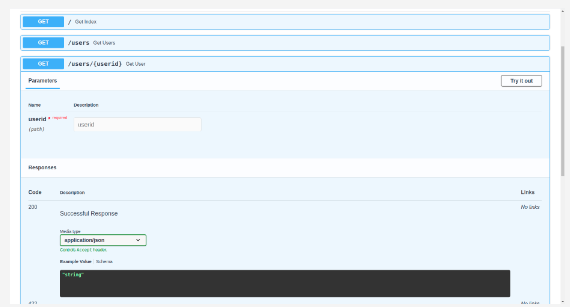 GET / Get Index
GET /users Get Users
GET /users/{userid} Get User
Parameters
Try it out
Name Description
userid * required
(path)
userid
Responses
Code Description Links
200
Successful Response
No links
Media type
application/json
Controls Accept header.
Example Value Schema
"string"
422
No links